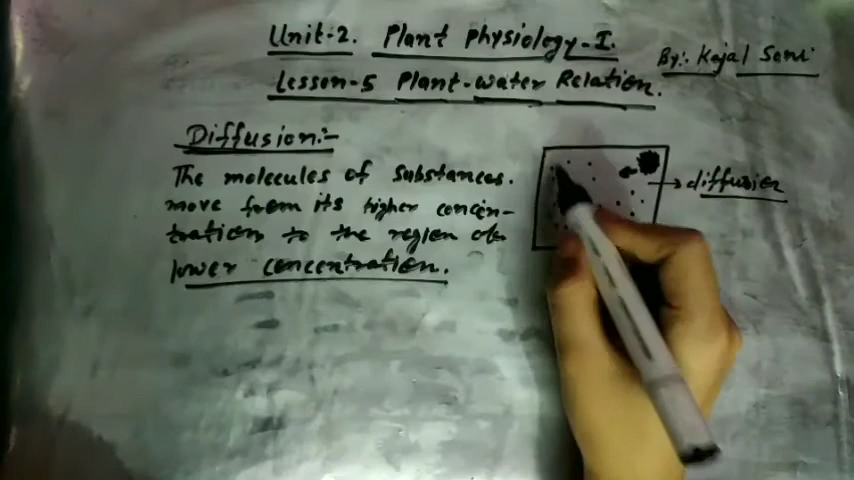 Unit-2. Plant Physiology-I.
By:- Kajal Soni
Lesson-5 Plant-water Relation.
Diffusion:-
The molecules of substances.
move from its higher concen-
tration to the region of
lower concentration.
diffusion